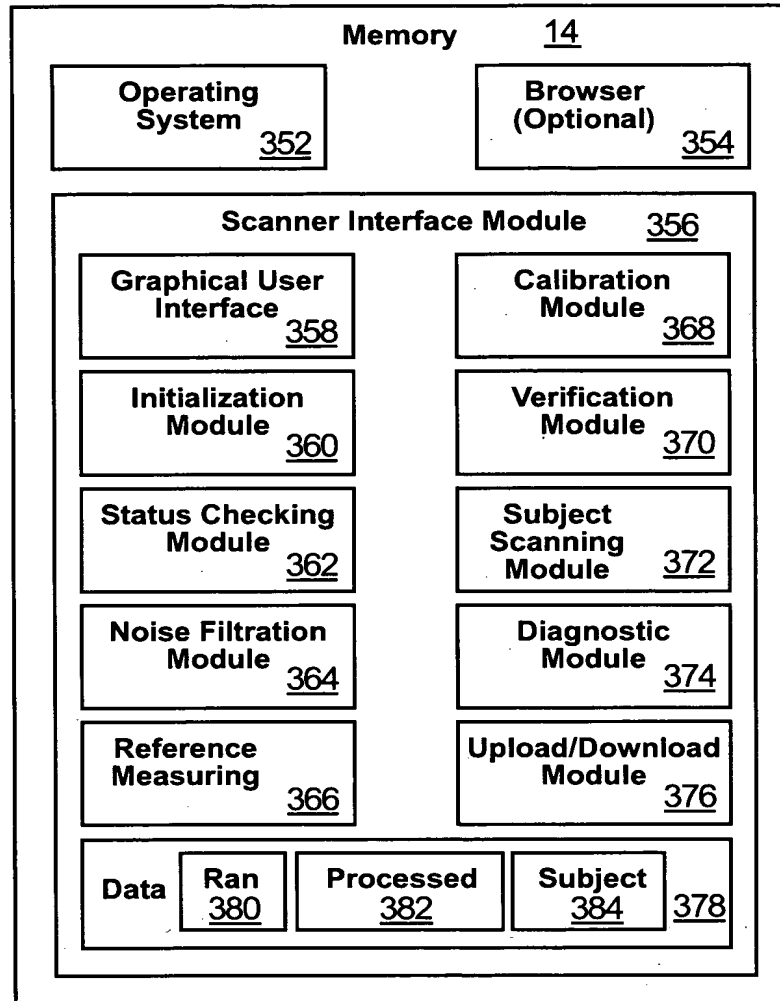 Memory 14
Operating System 352
Browser (Optional) 354
Scanner Interface Module 356
Graphical User Interface 358
Calibration Module 368
Initialization Module 360
Verification Module 370
Status Checking Module 362
Subject Scanning Module 372
Noise Filtration Module 364
Diagnostic Module 374
Reference Measuring 366
Upload/Download Module 376
Data
Ran 380
Processed 382
Subject 384
378